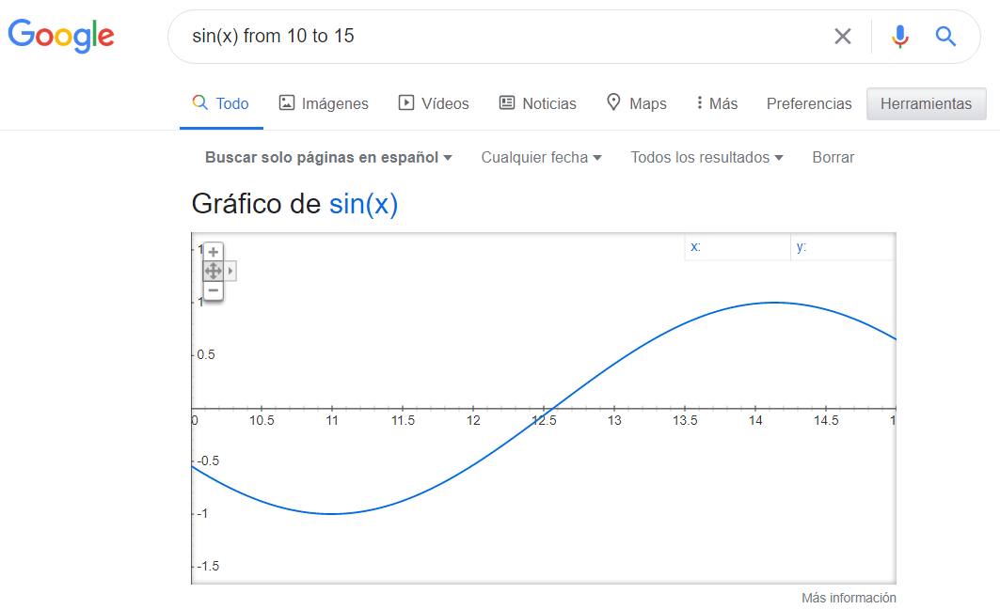 Google
sin(x) from 10 to 15
Todo Imágenes Vídeos Noticias Maps Más Preferencias Herramientas
Buscar solo páginas en español Cualquier fecha Todos los resultados Borrar
Gráfico de sin(x)
x: y:
1
0.5
0 10.5 11 11.5 12 12.5 13 13.5 14 14.5 1
-0.5
-1
-1.5
Más información